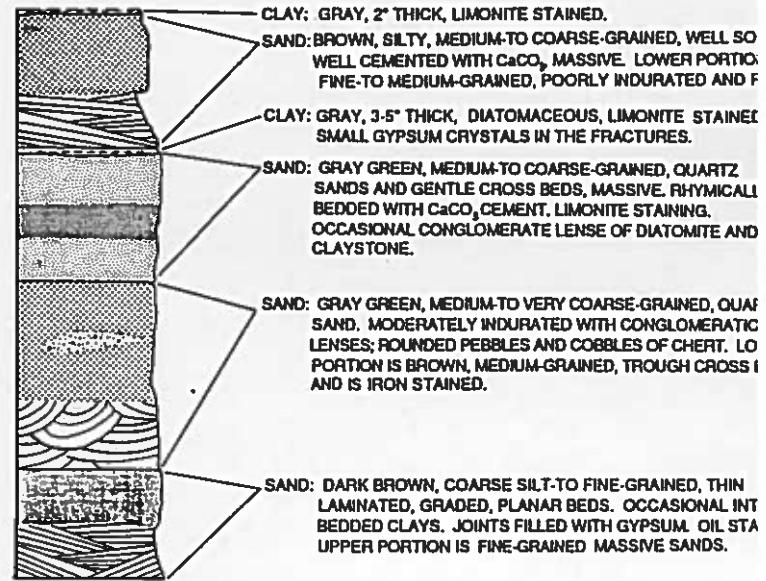 CLAY: GRAY, 2" THICK, LIMONITE STAINED.
SAND: BROWN, SILTY, MEDIUM-TO COARSE-GRAINED, WELL SO
WELL CEMENTED WITH CaCO₃, MASSIVE. LOWER PORTIO
FINE-TO MEDIUM-GRAINED, POORLY INDURATED AND F
CLAY: GRAY, 3-5" THICK, DIATOMACEOUS, LIMONITE STAINED
SMALL GYPSUM CRYSTALS IN THE FRACTURES.
SAND: GRAY GREEN, MEDIUM-TO COARSE-GRAINED, QUARTZ
SANDS AND GENTLE CROSS BEDS, MASSIVE. RHYMICALL
BEDDED WITH CaCO₃ CEMENT. LIMONITE STAINING.
OCCASIONAL CONGLOMERATE LENSE OF DIATOMITE AND
CLAYSTONE.
SAND: GRAY GREEN, MEDIUM-TO VERY COARSE-GRAINED, QUAR
SAND. MODERATELY INDURATED WITH CONGLOMERATIC
LENSES; ROUNDED PEBBLES AND COBBLES OF CHERT. LO
PORTION IS BROWN, MEDIUM-GRAINED, TROUGH CROSS B
AND IS IRON STAINED.
SAND: DARK BROWN, COARSE SILT-TO FINE-GRAINED, THIN
LAMINATED, GRADED, PLANAR BEDS. OCCASIONAL INT
BEDDED CLAYS. JOINTS FILLED WITH GYPSUM. OIL STA
UPPER PORTION IS FINE-GRAINED MASSIVE SANDS.